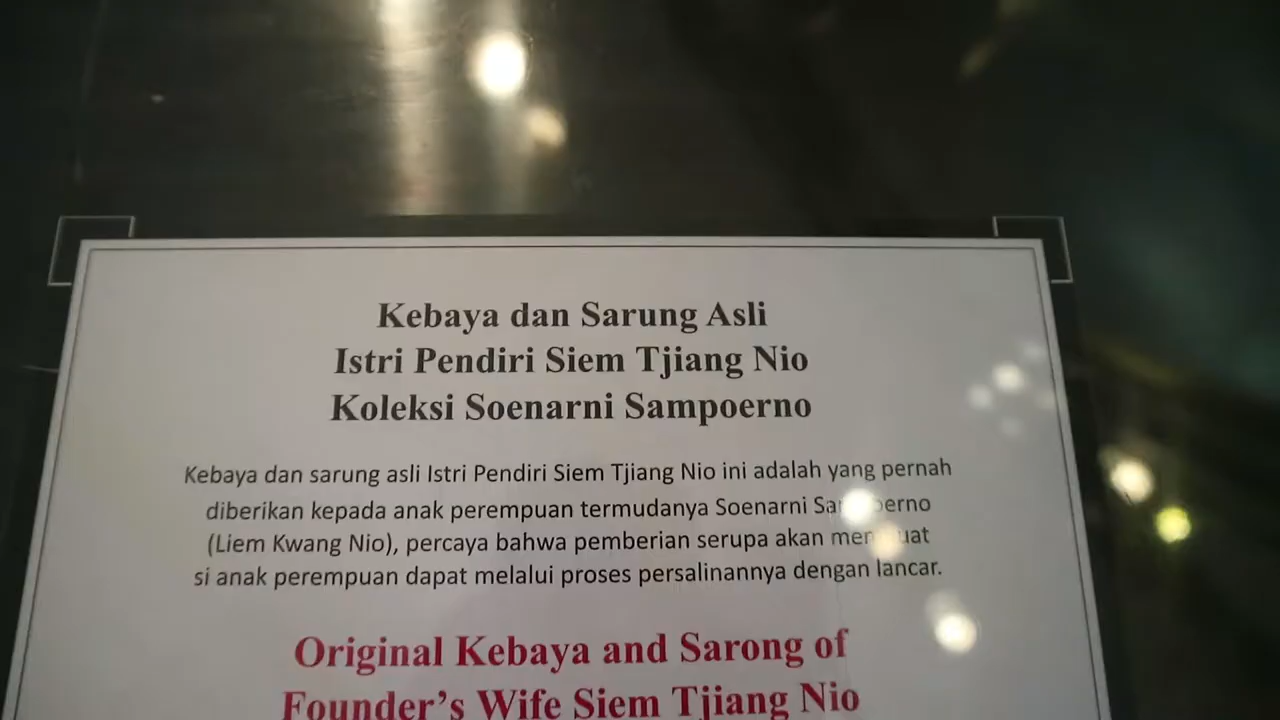 Kebaya dan Sarung Asli
Istri Pendiri Siem Tjiang Nio
Koleksi Soenarni Sampoerno
Kebaya dan sarung asli Istri Pendiri Siem Tjiang Nio ini adalah yang pernah
diberikan kepada anak perempuan termudanya Soenarni Sampoerno
(Liem Kwang Nio), percaya bahwa pemberian serupa akan membuat
si anak perempuan dapat melalui proses persalinannya dengan lancar.
Original Kebaya and Sarong of
Founder's Wife Siem Tjiang Nio